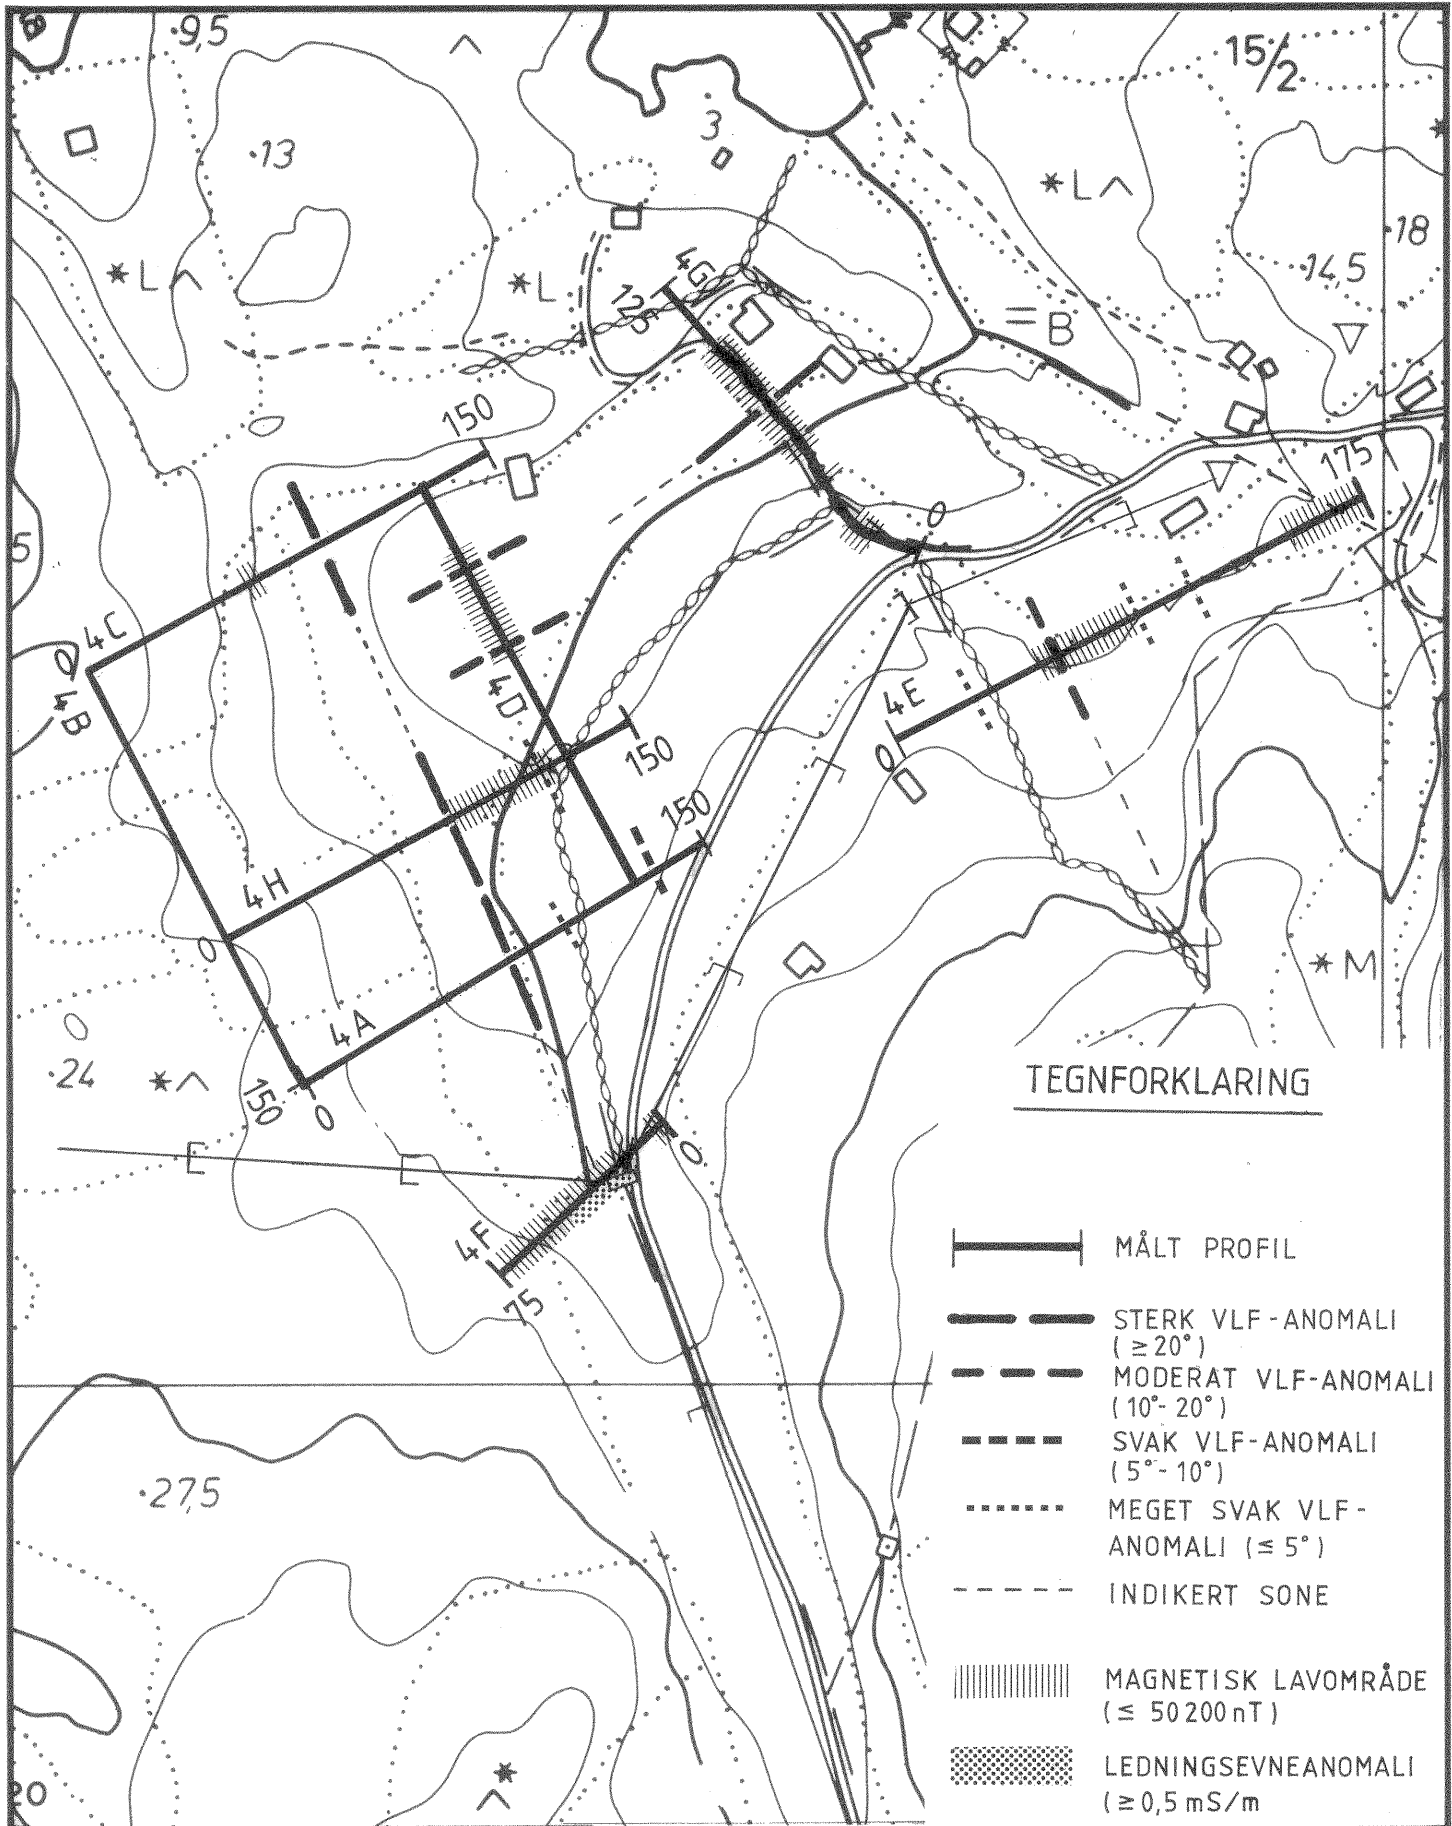 B
9,5
15/2
13
3
L
L
L
18
14,5
B
4G
125
150
175
5
4C
0
0
4B
4D
4E
0
150
150
4H
0
4A
24
150
0
M
TEGNFORKLARING
E
E
0
4F
75
MÅLT PROFIL
STERK VLF-ANOMALI
(≥20°)
MODERAT VLF-ANOMALI
(10°-20°)
SVAK VLF-ANOMALI
(5°-10°)
MEGET SVAK VLF-
ANOMALI (≤ 5°)
INDIKERT SONE
MAGNETISK LAVOMRÅDE
(≤ 50200nT)
LEDNINGSEVNEANOMALI
(≥0,5 mS/m
27,5
20